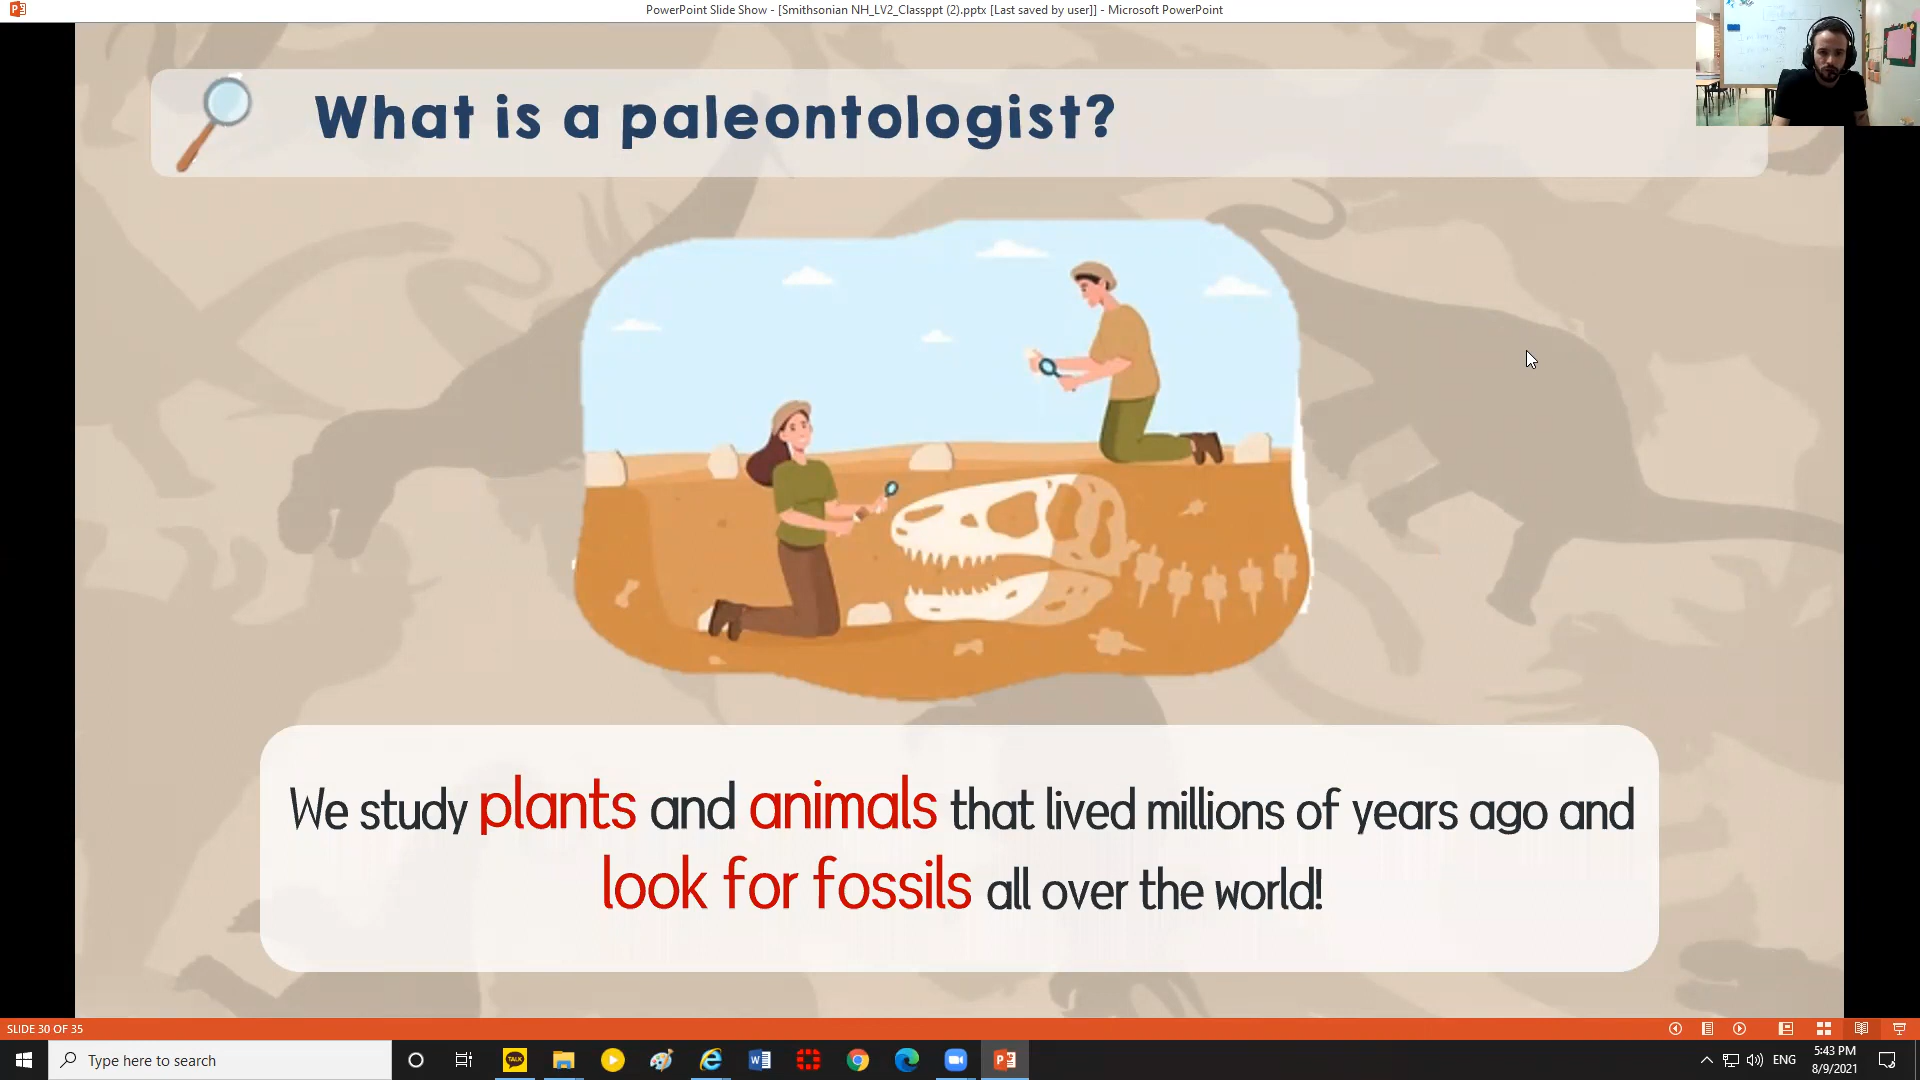 PowerPoint Slide Show - [Smithsonian NH_LV2_Classppt (2).pptx [Last saved by user]] - Microsoft PowerPoint
What is a paleontologist?
We study plants and animals that lived millions of years ago and
look for fossils all over the world!
SLIDE 30 OF 35
Type here to search
TALK
ENG
5:43 PM
8/9/2021